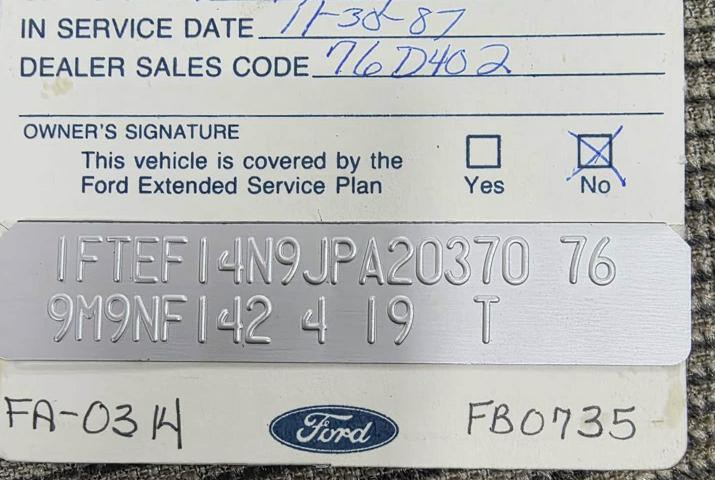 IN SERVICE DATE 11-30-87
DEALER SALES CODE 76D402
OWNER'S SIGNATURE
This vehicle is covered by the
Ford Extended Service Plan
Yes
No
1FTEF14N9JPA20370 76
9M9NF142 4 19 T
FA-0314
Ford
FB0735